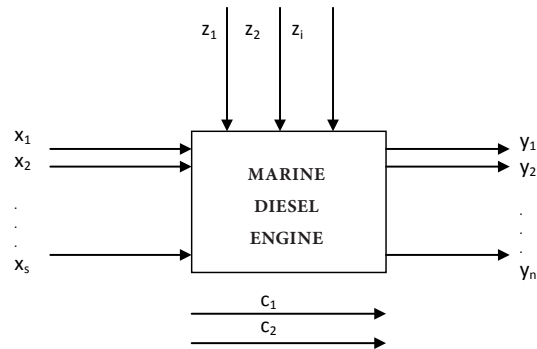 z₁ z₂ zᵢ
x₁
x₂
.
.
.
xₛ
MARINE
DIESEL
ENGINE
y₁
y₂
.
.
.
yₙ
c₁
c₂